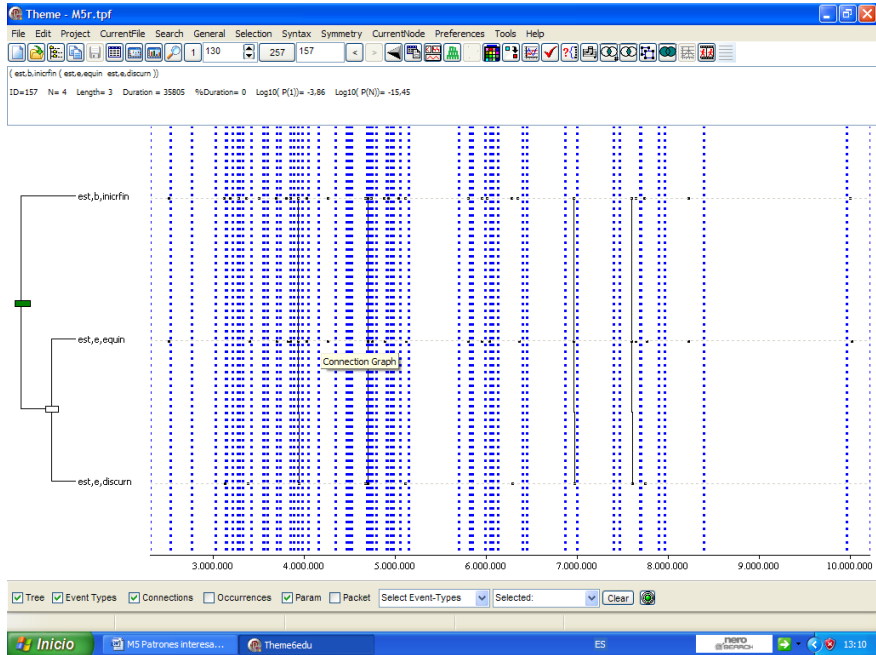 Theme - M5r.tpf
File Edit Project CurrentFile Search General Selection Syntax Symmetry CurrentNode Preferences Tools Help
1 130 257 157 < >
( est,b,inicrfin ( est,e,equin est,e,discurn ))
ID=157 N= 4 Length= 3 Duration = 35805 %Duration= 0 Log10( P(1))= -3,86 Log10( P(N))= -15,45
est,b,inicrfin
est,e,equin
Connection Graph
est,e,discurn
3.000.000 4.000.000 5.000.000 6.000.000 7.000.000 8.000.000 9.000.000 10.000.000
Tree Event Types Connections Occurrences Param Packet Select Event-Types Selected: Clear
Inicio M5 Patrones interesa... Theme6edu ES nero SEARCH 13:10